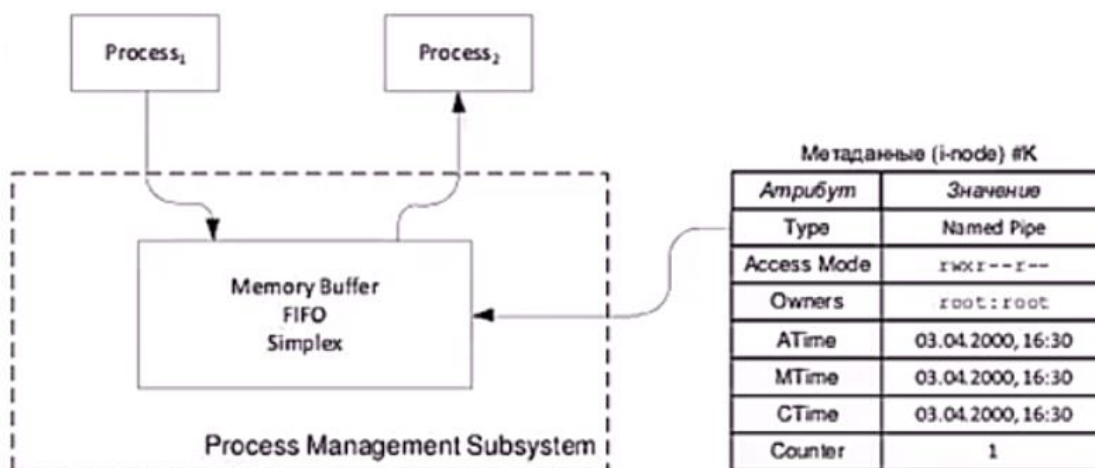 Process₁
Process₂
Memory Buffer
FIFO
Simplex
Process Management Subsystem
Метаданные (i-node) #K
Атрибут Значение
Type Named Pipe
Access Mode rwxr--r--
Owners root:root
ATime 03.04.2000, 16:30
MTime 03.04.2000, 16:30
CTime 03.04.2000, 16:30
Counter 1